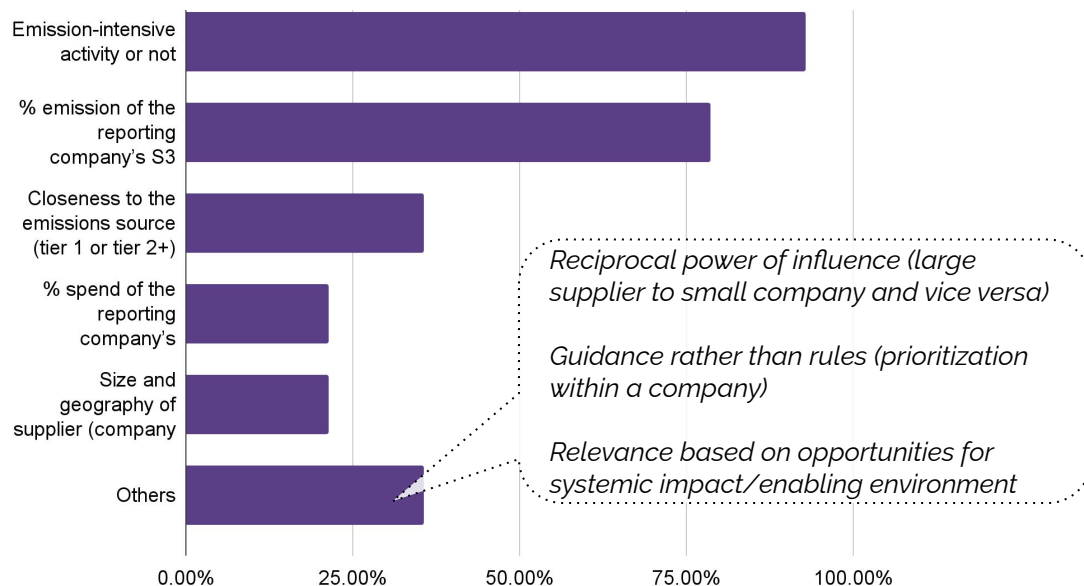 Emission-intensive
activity or not
% emission of the
reporting
company's S3
Closeness to the
emissions source
(tier 1 or tier 2+)
% spend of the
reporting
company's
Size and
geography of
supplier (company
Others
Reciprocal power of influence (large
supplier to small company and vice versa)
Guidance rather than rules (prioritization
within a company)
Relevance based on opportunities for
systemic impact/enabling environment
0.00%
25.00%
50.00%
75.00%
100.00%